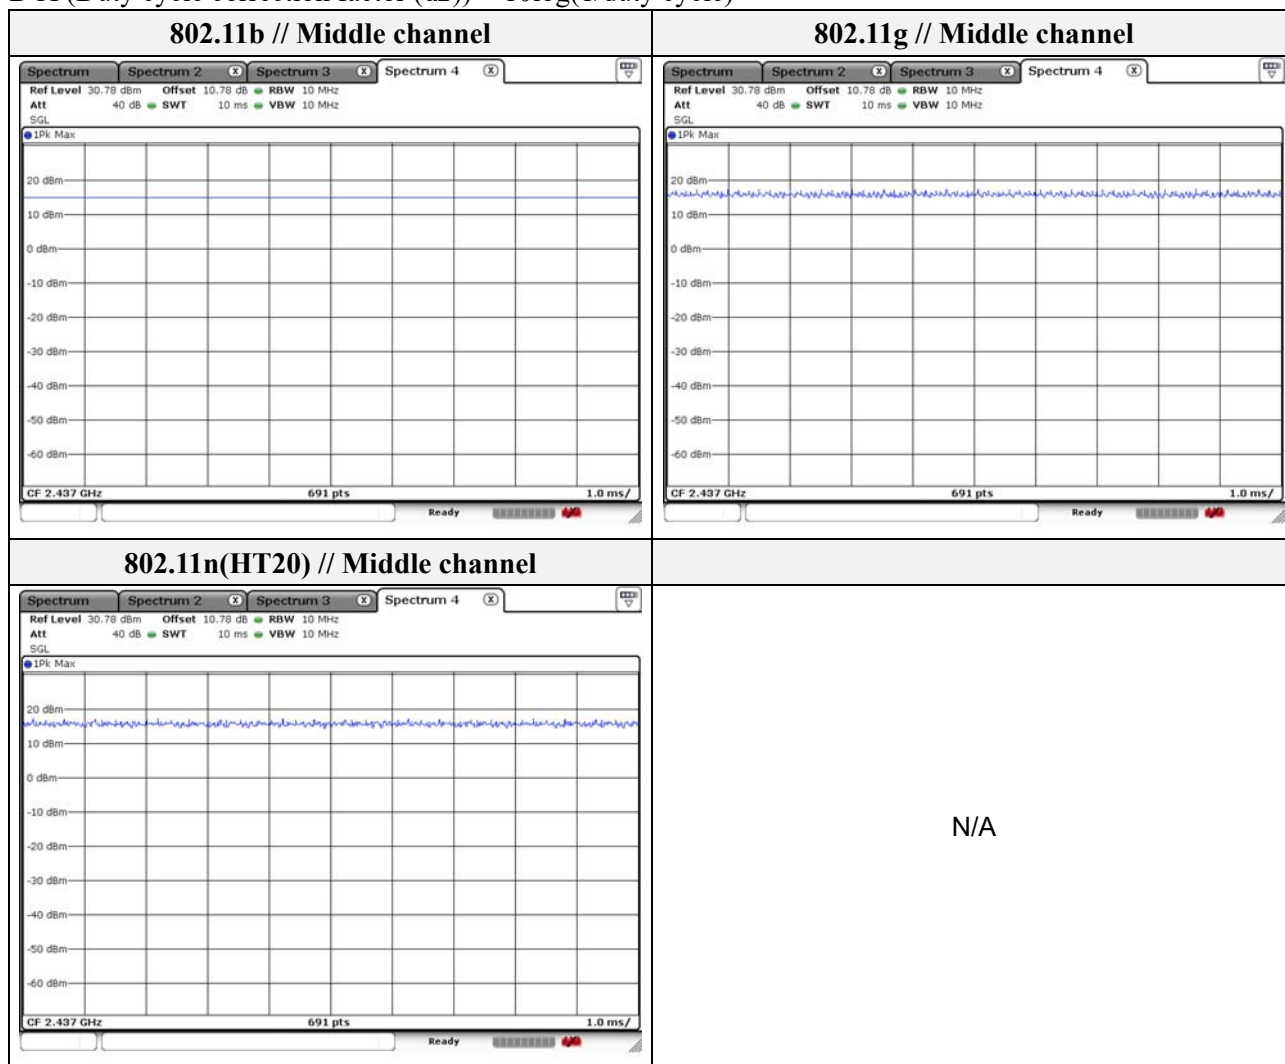 802.11b // Middle channel
802.11g // Middle channel
Spectrum Spectrum 2 X Spectrum 3 X Spectrum 4 X
Ref Level 30.78 dBm Offset 10.78 dB RBW 10 MHz
Att 40 dB SWT 10 ms VBW 10 MHz
SGL
1Pk Max
20 dBm
10 dBm
0 dBm
-10 dBm
-20 dBm
-30 dBm
-40 dBm
-50 dBm
-60 dBm
CF 2.437 GHz 691 pts 1.0 ms/
Ready
Spectrum Spectrum 2 X Spectrum 3 X Spectrum 4 X
Ref Level 30.78 dBm Offset 10.78 dB RBW 10 MHz
Att 40 dB SWT 10 ms VBW 10 MHz
SGL
1Pk Max
20 dBm
10 dBm
0 dBm
-10 dBm
-20 dBm
-30 dBm
-40 dBm
-50 dBm
-60 dBm
CF 2.437 GHz 691 pts 1.0 ms/
Ready
802.11n(HT20) // Middle channel
Spectrum Spectrum 2 X Spectrum 3 X Spectrum 4 X
Ref Level 30.78 dBm Offset 10.78 dB RBW 10 MHz
Att 40 dB SWT 10 ms VBW 10 MHz
SGL
1Pk Max
20 dBm
10 dBm
0 dBm
-10 dBm
-20 dBm
-30 dBm
-40 dBm
-50 dBm
-60 dBm
CF 2.437 GHz 691 pts 1.0 ms/
Ready
N/A